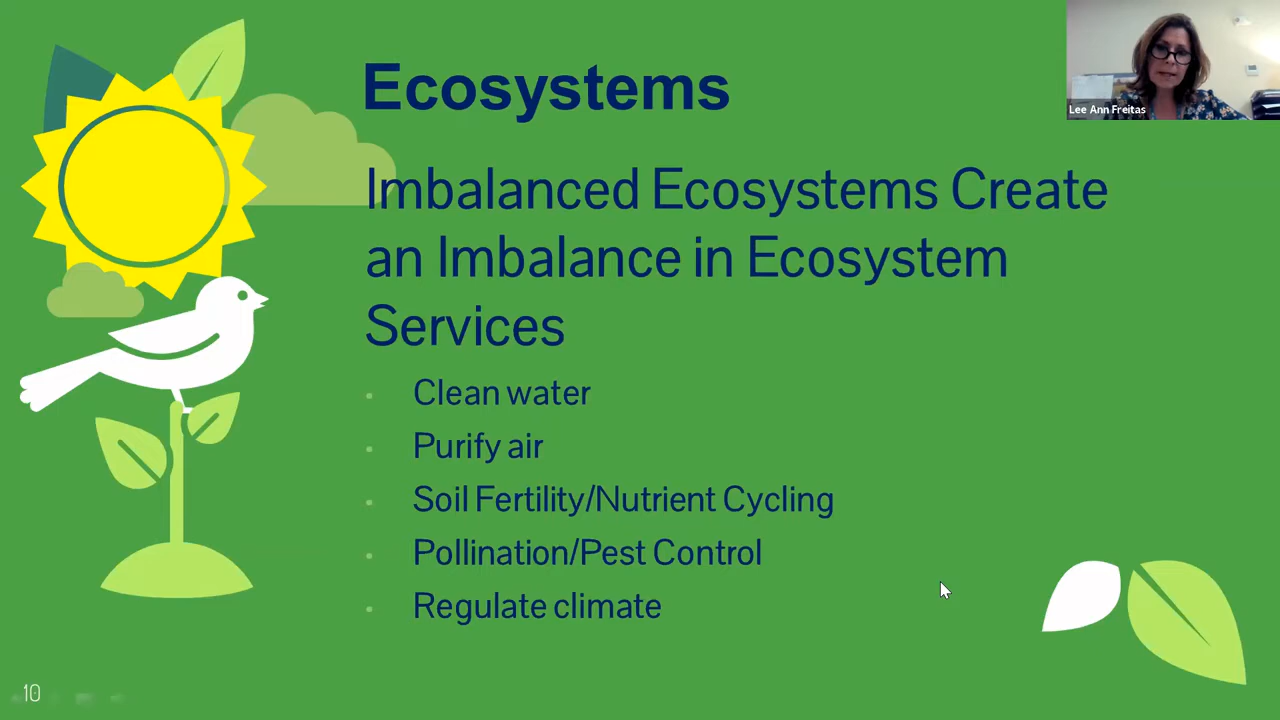 Ecosystems
Lee Ann Freitas
Imbalanced Ecosystems Create
an Imbalance in Ecosystem
Services
Clean water
Purify air
Soil Fertility/Nutrient Cycling
Pollination/Pest Control
Regulate climate
10